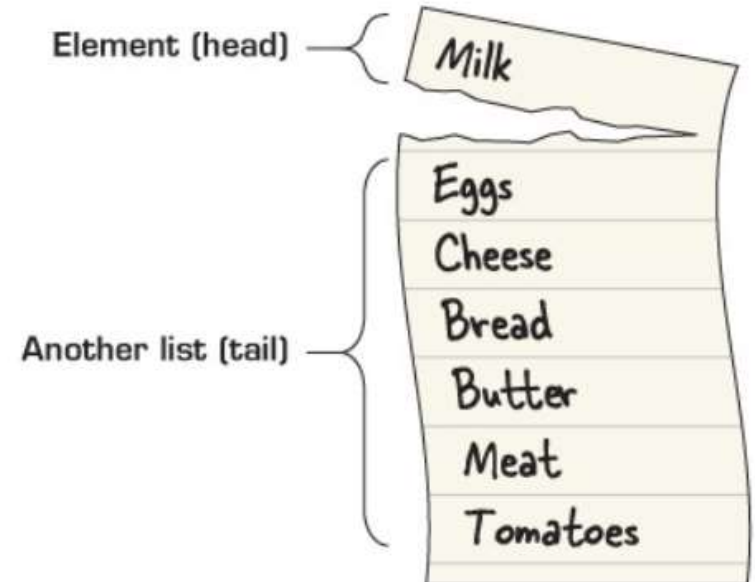 Element (head)
Milk
Eggs
Cheese
Bread
Another list (tail)
Butter
Meat
Tomatoes